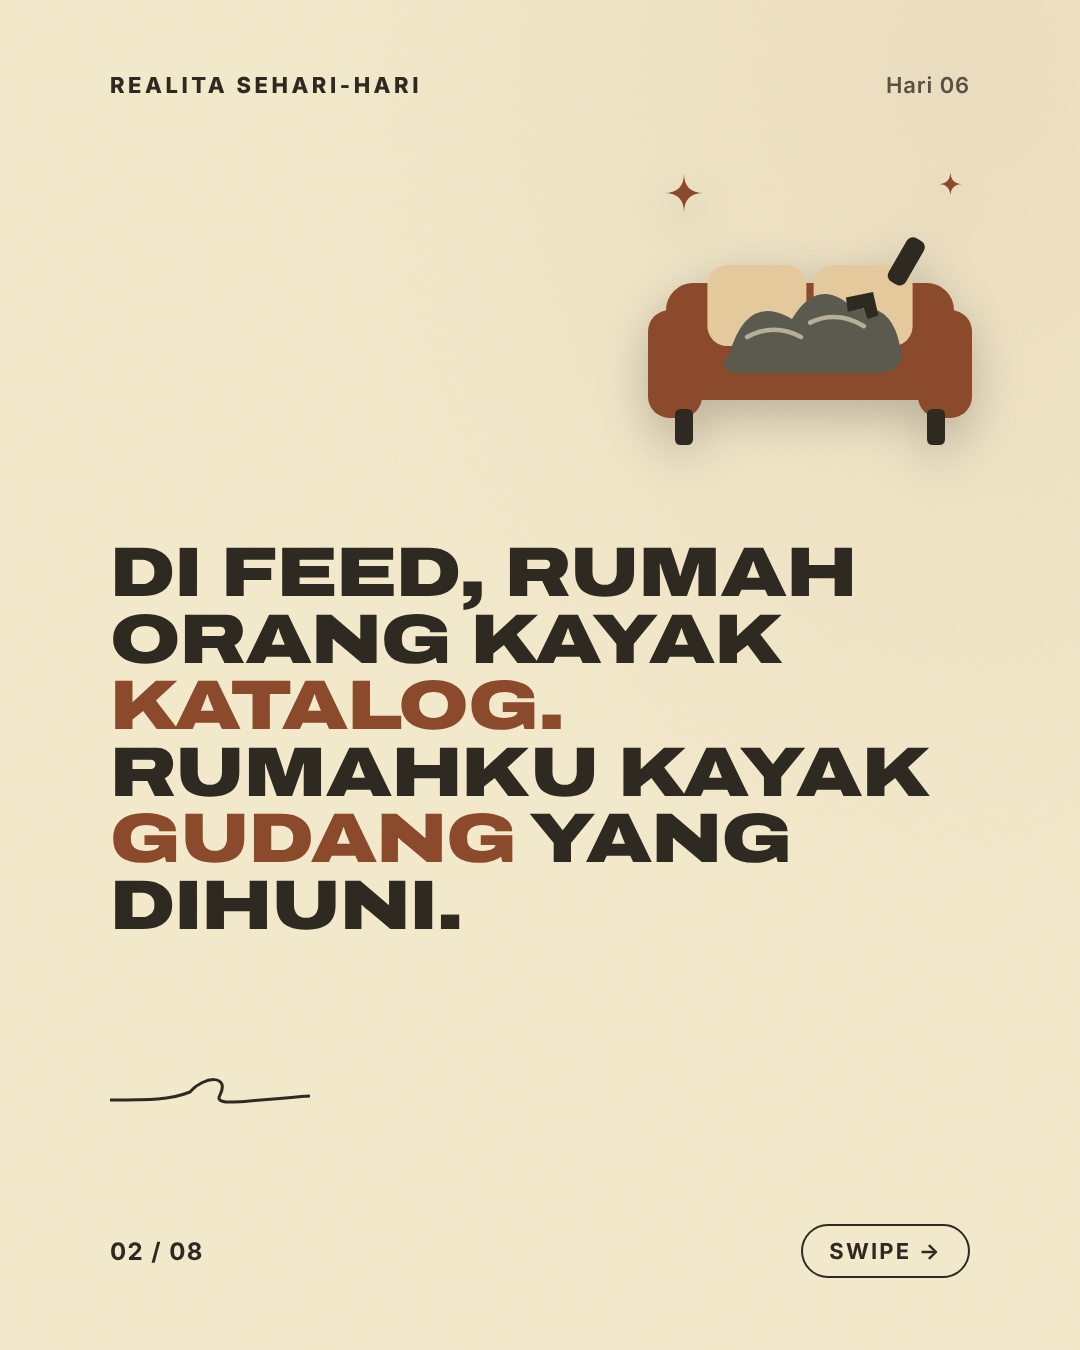 REALITA SEHARI-HARI
Hari 06
DI FEED, RUMAH
ORANG KAYAK
KATALOG.
RUMAHKU KAYAK
GUDANG YANG
DIHUNI.
02 / 08
SWIPE →